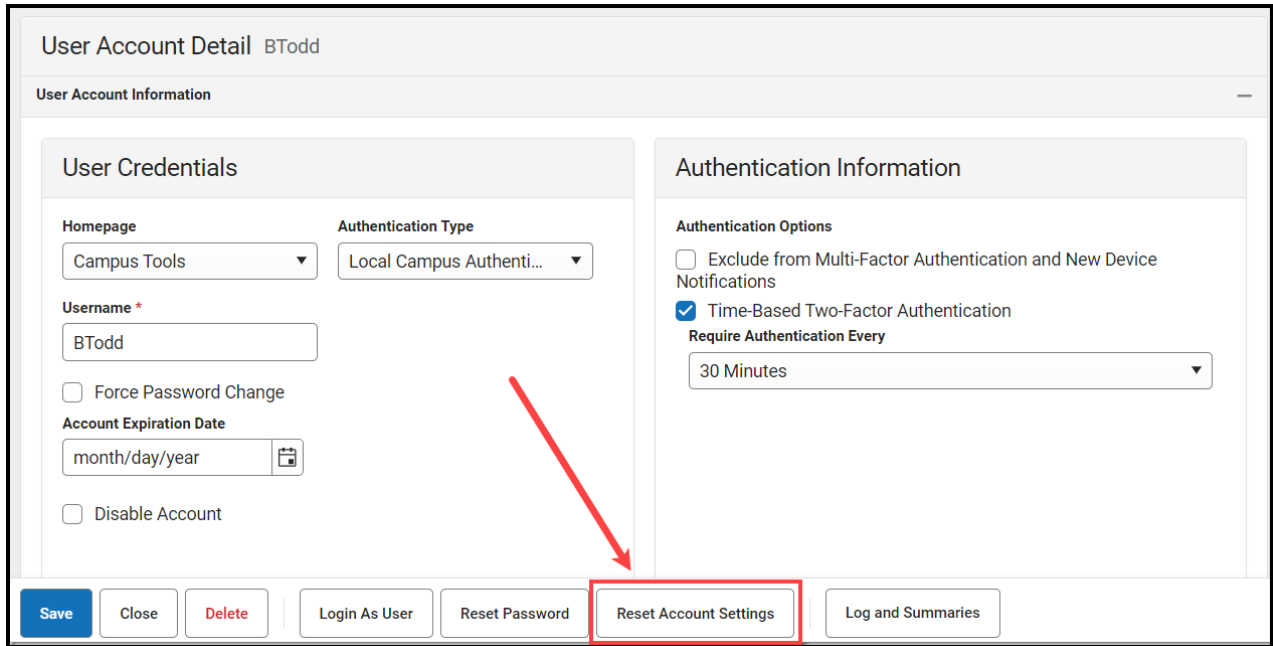 User Account Detail BTodd
User Account Information
User Credentials
Homepage
Authentication Type
Campus Tools
Local Campus Authenti...
Username *
BTodd
Force Password Change
Account Expiration Date
month/day/year
Disable Account
Authentication Information
Authentication Options
Exclude from Multi-Factor Authentication and New Device
Notifications
Time-Based Two-Factor Authentication
Require Authentication Every
30 Minutes
Save
Close
Delete
Login As User
Reset Password
Reset Account Settings
Log and Summaries